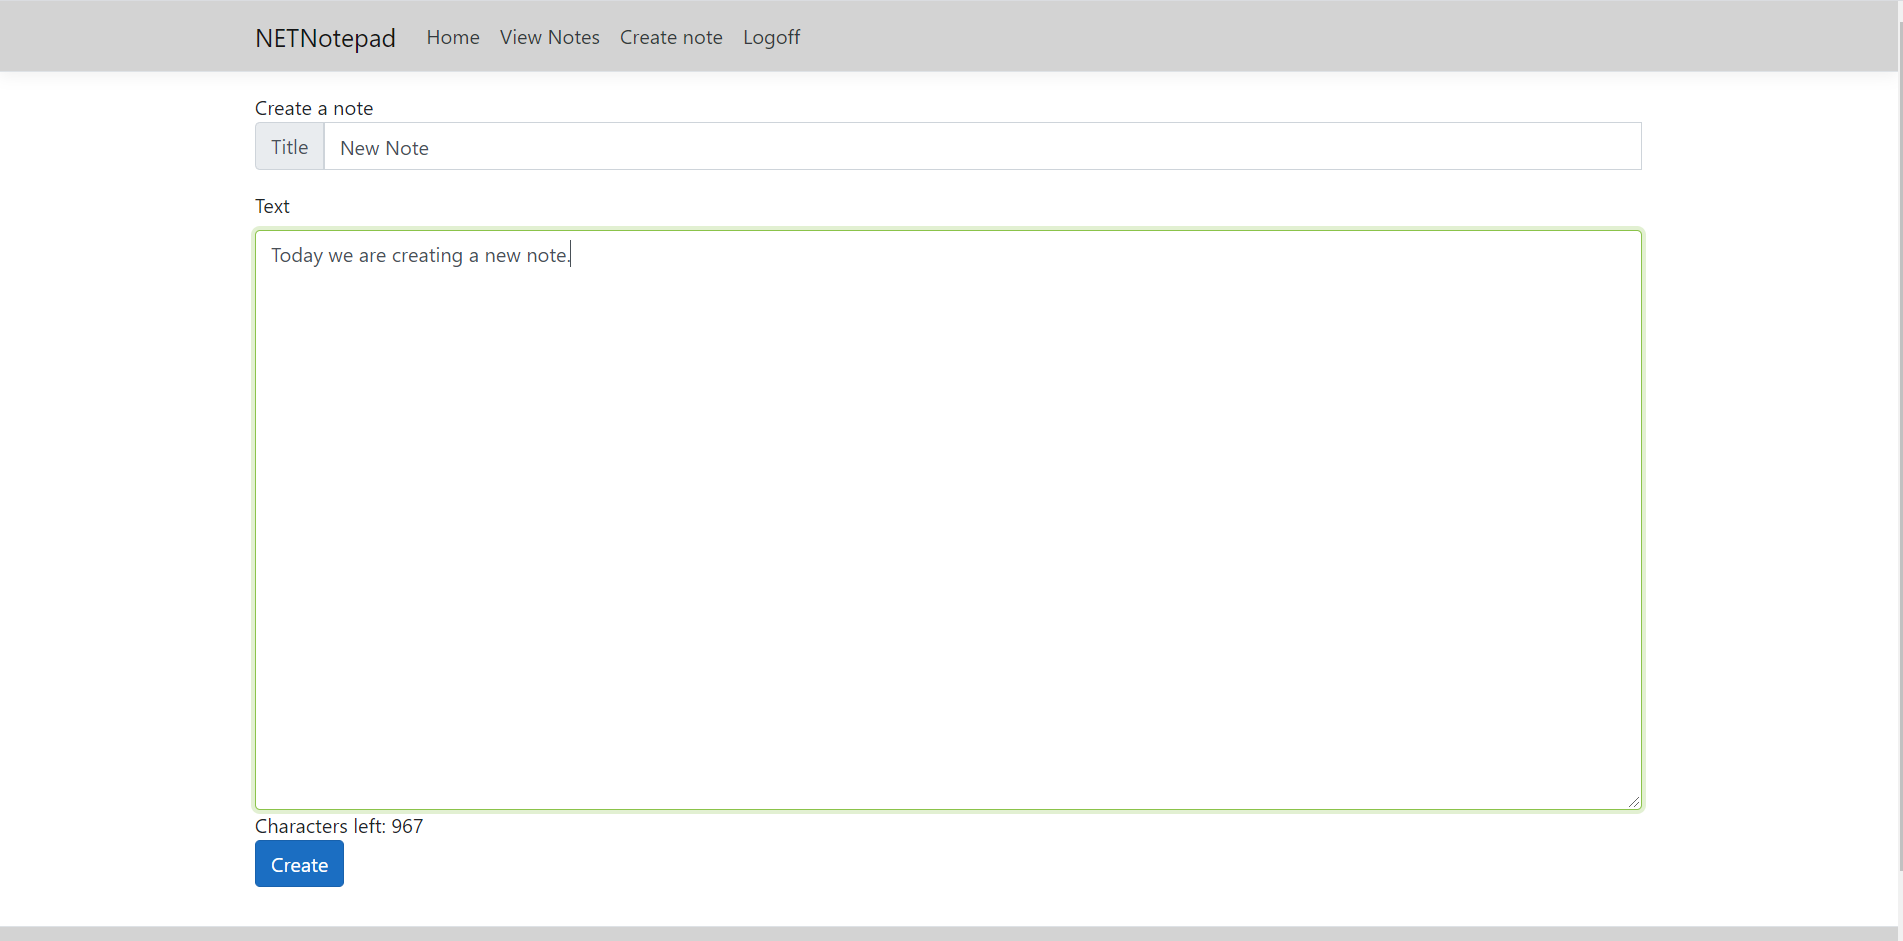 NETNotepad Home View Notes Create note Logoff
Create a note
Title New Note
Text
Today we are creating a new note.
Characters left: 967
Create